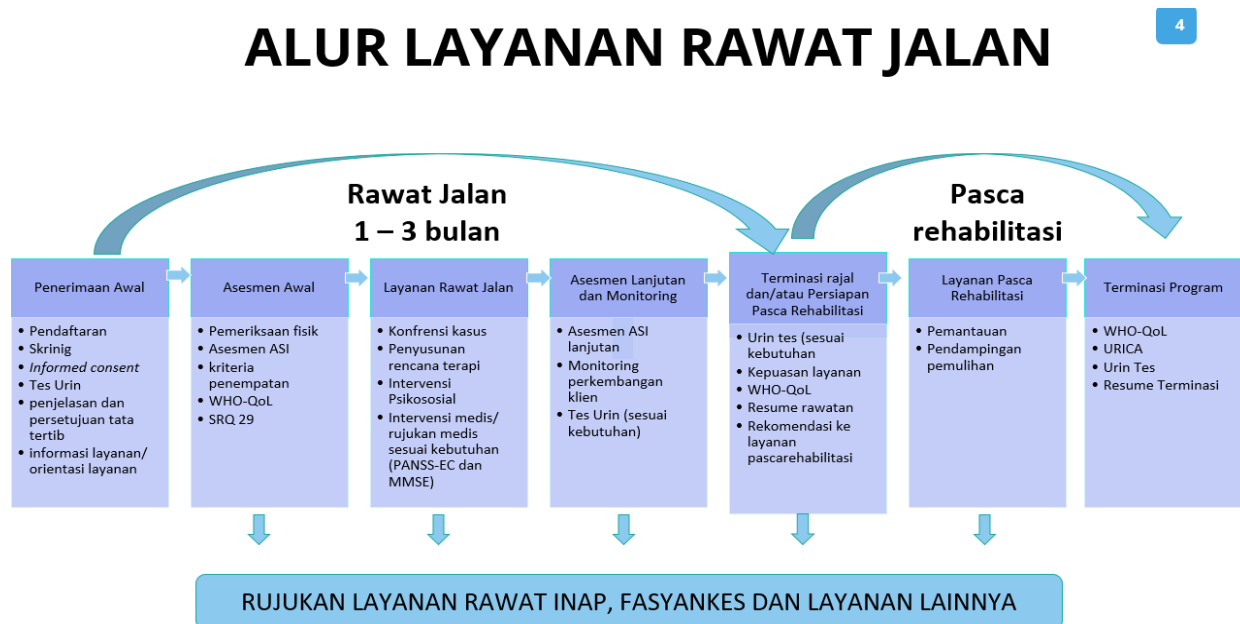 ALUR LAYANAN RAWAT JALAN
4
Rawat Jalan
1 – 3 bulan
Pasca
rehabilitasi
Penerimaan Awal
• Pendaftaran
• Skrinig
• Informed consent
• Tes Urin
• penjelasan dan
persetujuan tata
tertib
• informasi layanan/
orientasi layanan
Asesmen Awal
• Pemeriksaan fisik
• Asesmen ASI
• kriteria
penempatan
• WHO-QoL
• SRQ 29
Layanan Rawat Jalan
• Konfrensi kasus
• Penyusunan
rencana terapi
• Intervensi
Psikososial
• Intervensi medis/
rujukan medis
sesuai kebutuhan
(PANSS-EC dan
MMSE)
Asesmen Lanjutan
dan Monitoring
• Asesmen ASI
lanjutan
• Monitoring
perkembangan
klien
• Tes Urin (sesuai
kebutuhan)
Terminasi rajal
dan/atau Persiapan
Pasca Rehabilitasi
• Urin tes (sesuai
kebutuhan
• Kepuasan layanan
• WHO-QoL
• Resume rawatan
• Rekomendasi ke
layanan
pascarehabilitasi
Layanan Pasca
Rehabilitasi
• Pemantauan
• Pendampingan
pemulihan
Terminasi Program
• WHO-QoL
• URICA
• Urin Tes
• Resume Terminasi
RUJUKAN LAYANAN RAWAT INAP, FASYANKES DAN LAYANAN LAINNYA